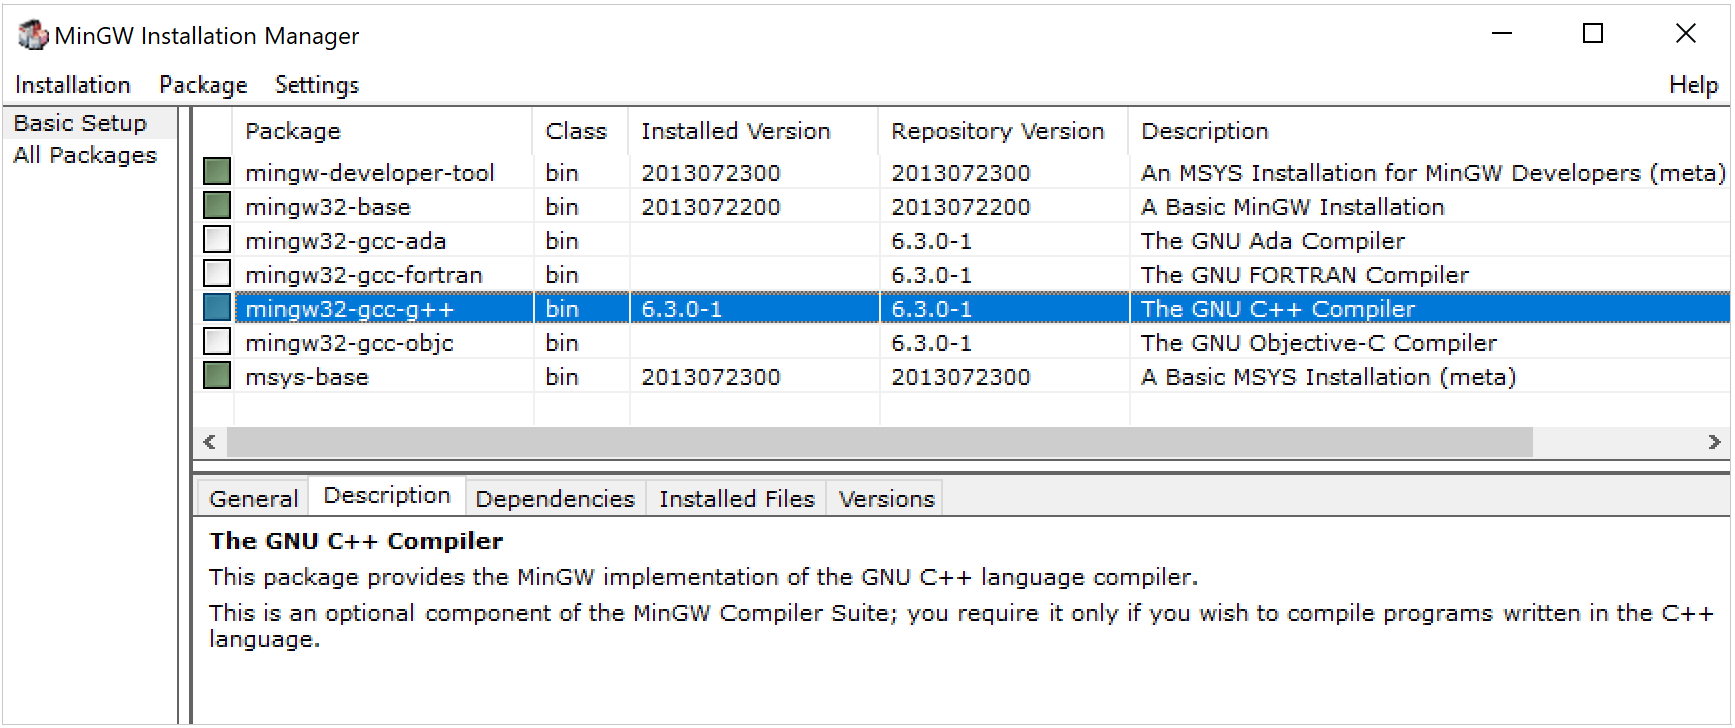 MinGW Installation Manager
Installation Package Settings Help
Basic Setup
All Packages
Package Class Installed Version Repository Version Description
mingw-developer-tool bin 2013072300 2013072300 An MSYS Installation for MinGW Developers (meta)
mingw32-base bin 2013072200 2013072200 A Basic MinGW Installation
mingw32-gcc-ada bin 6.3.0-1 The GNU Ada Compiler
mingw32-gcc-fortran bin 6.3.0-1 The GNU FORTRAN Compiler
mingw32-gcc-g++ bin 6.3.0-1 6.3.0-1 The GNU C++ Compiler
mingw32-gcc-objc bin 6.3.0-1 The GNU Objective-C Compiler
msys-base bin 2013072300 2013072300 A Basic MSYS Installation (meta)
General Description Dependencies Installed Files Versions
The GNU C++ Compiler
This package provides the MinGW implementation of the GNU C++ language compiler.
This is an optional component of the MinGW Compiler Suite; you require it only if you wish to compile programs written in the C++
language.